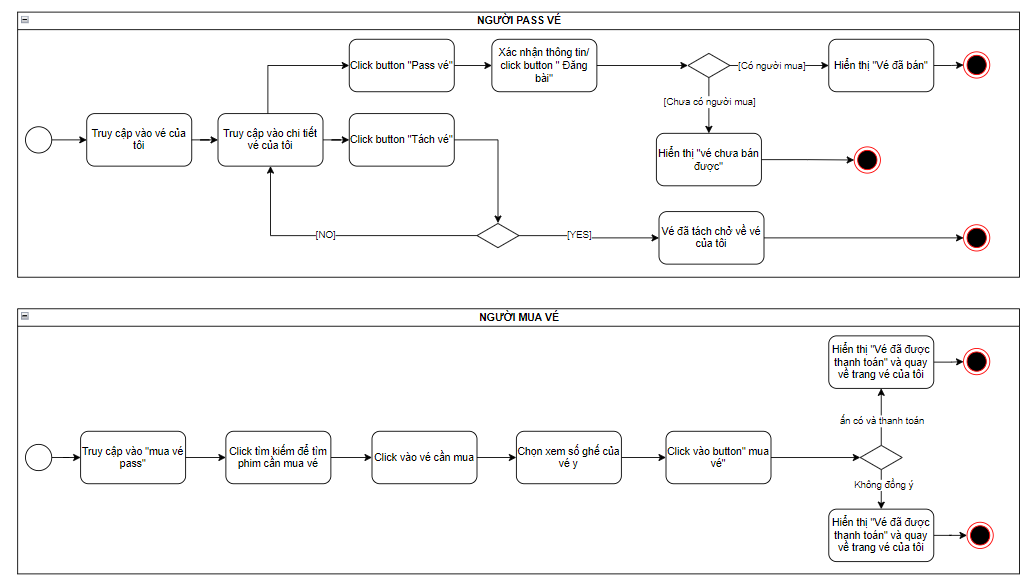 NGƯỜI PASS VÉ
Click button "Pass vé"
Xác nhận thông tin/
click button " Đăng
bài"
[Có người mua]
Hiển thị "Vé đã bán"
[Chưa có người mua]
Truy cập vào vé của
tôi
Truy cập vào chi tiết
vé của tôi
Click button "Tách vé"
Hiển thị "vé chưa bán
được"
[NO]
[YES]
Vé đã tách chở về vé
của tôi
NGƯỜI MUA VÉ
Hiển thị "Vé đã được
thanh toán" và quay
về trang vé của tôi
ấn có và thanh toán
Truy cập vào "mua vé
pass"
Click tìm kiếm để tìm
phim cần mua vé
Click vào vé cần mua
Chọn xem số ghế của
vé y
Click vào button" mua
vé"
Không đồng ý
Hiển thị "Vé đã được
thanh toán" và quay
về trang vé của tôi